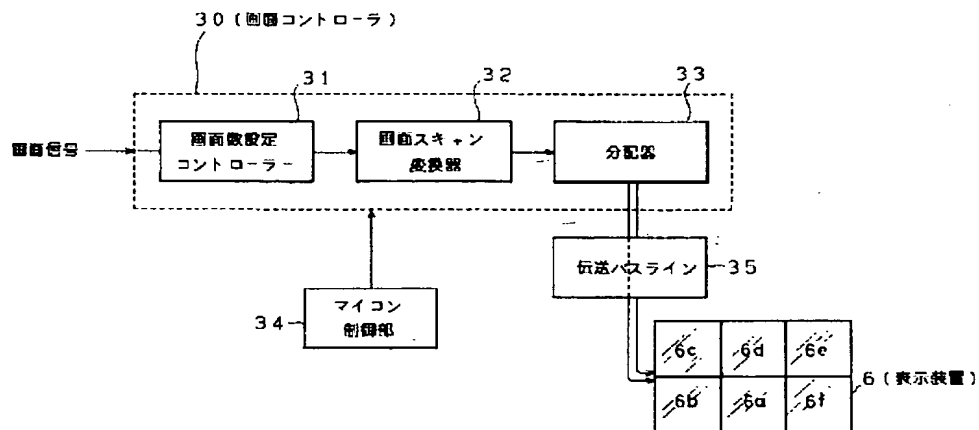 30(画面コントローラ)
31
32
33
画面信号
画面数設定
コントローラー
画面スキャン
変換器
分配器
伝送バスライン
35
34
マイコン
制御部
6c
6d
6e
6b
6a
6f
6(表示装置)